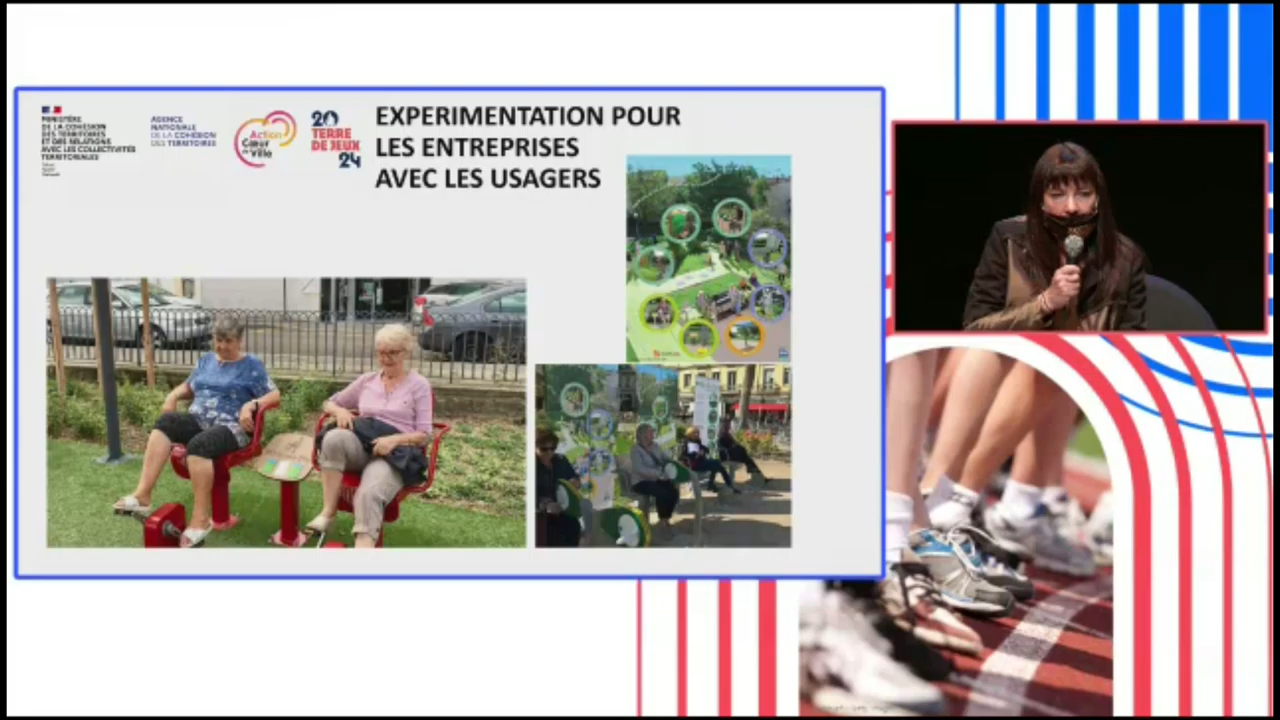 MINISTÈRE
DE LA COHÉSION
DES TERRITOIRES
ET DES RELATIONS
AVEC LES COLLECTIVITÉS
TERRITORIALES
AGENCE
NATIONALE
DE LA COHÉSION
DES TERRITOIRES
Action
Cœur
de Ville
20
TERRE
DE JEUX
24
EXPERIMENTATION POUR
LES ENTREPRISES
AVEC LES USAGERS